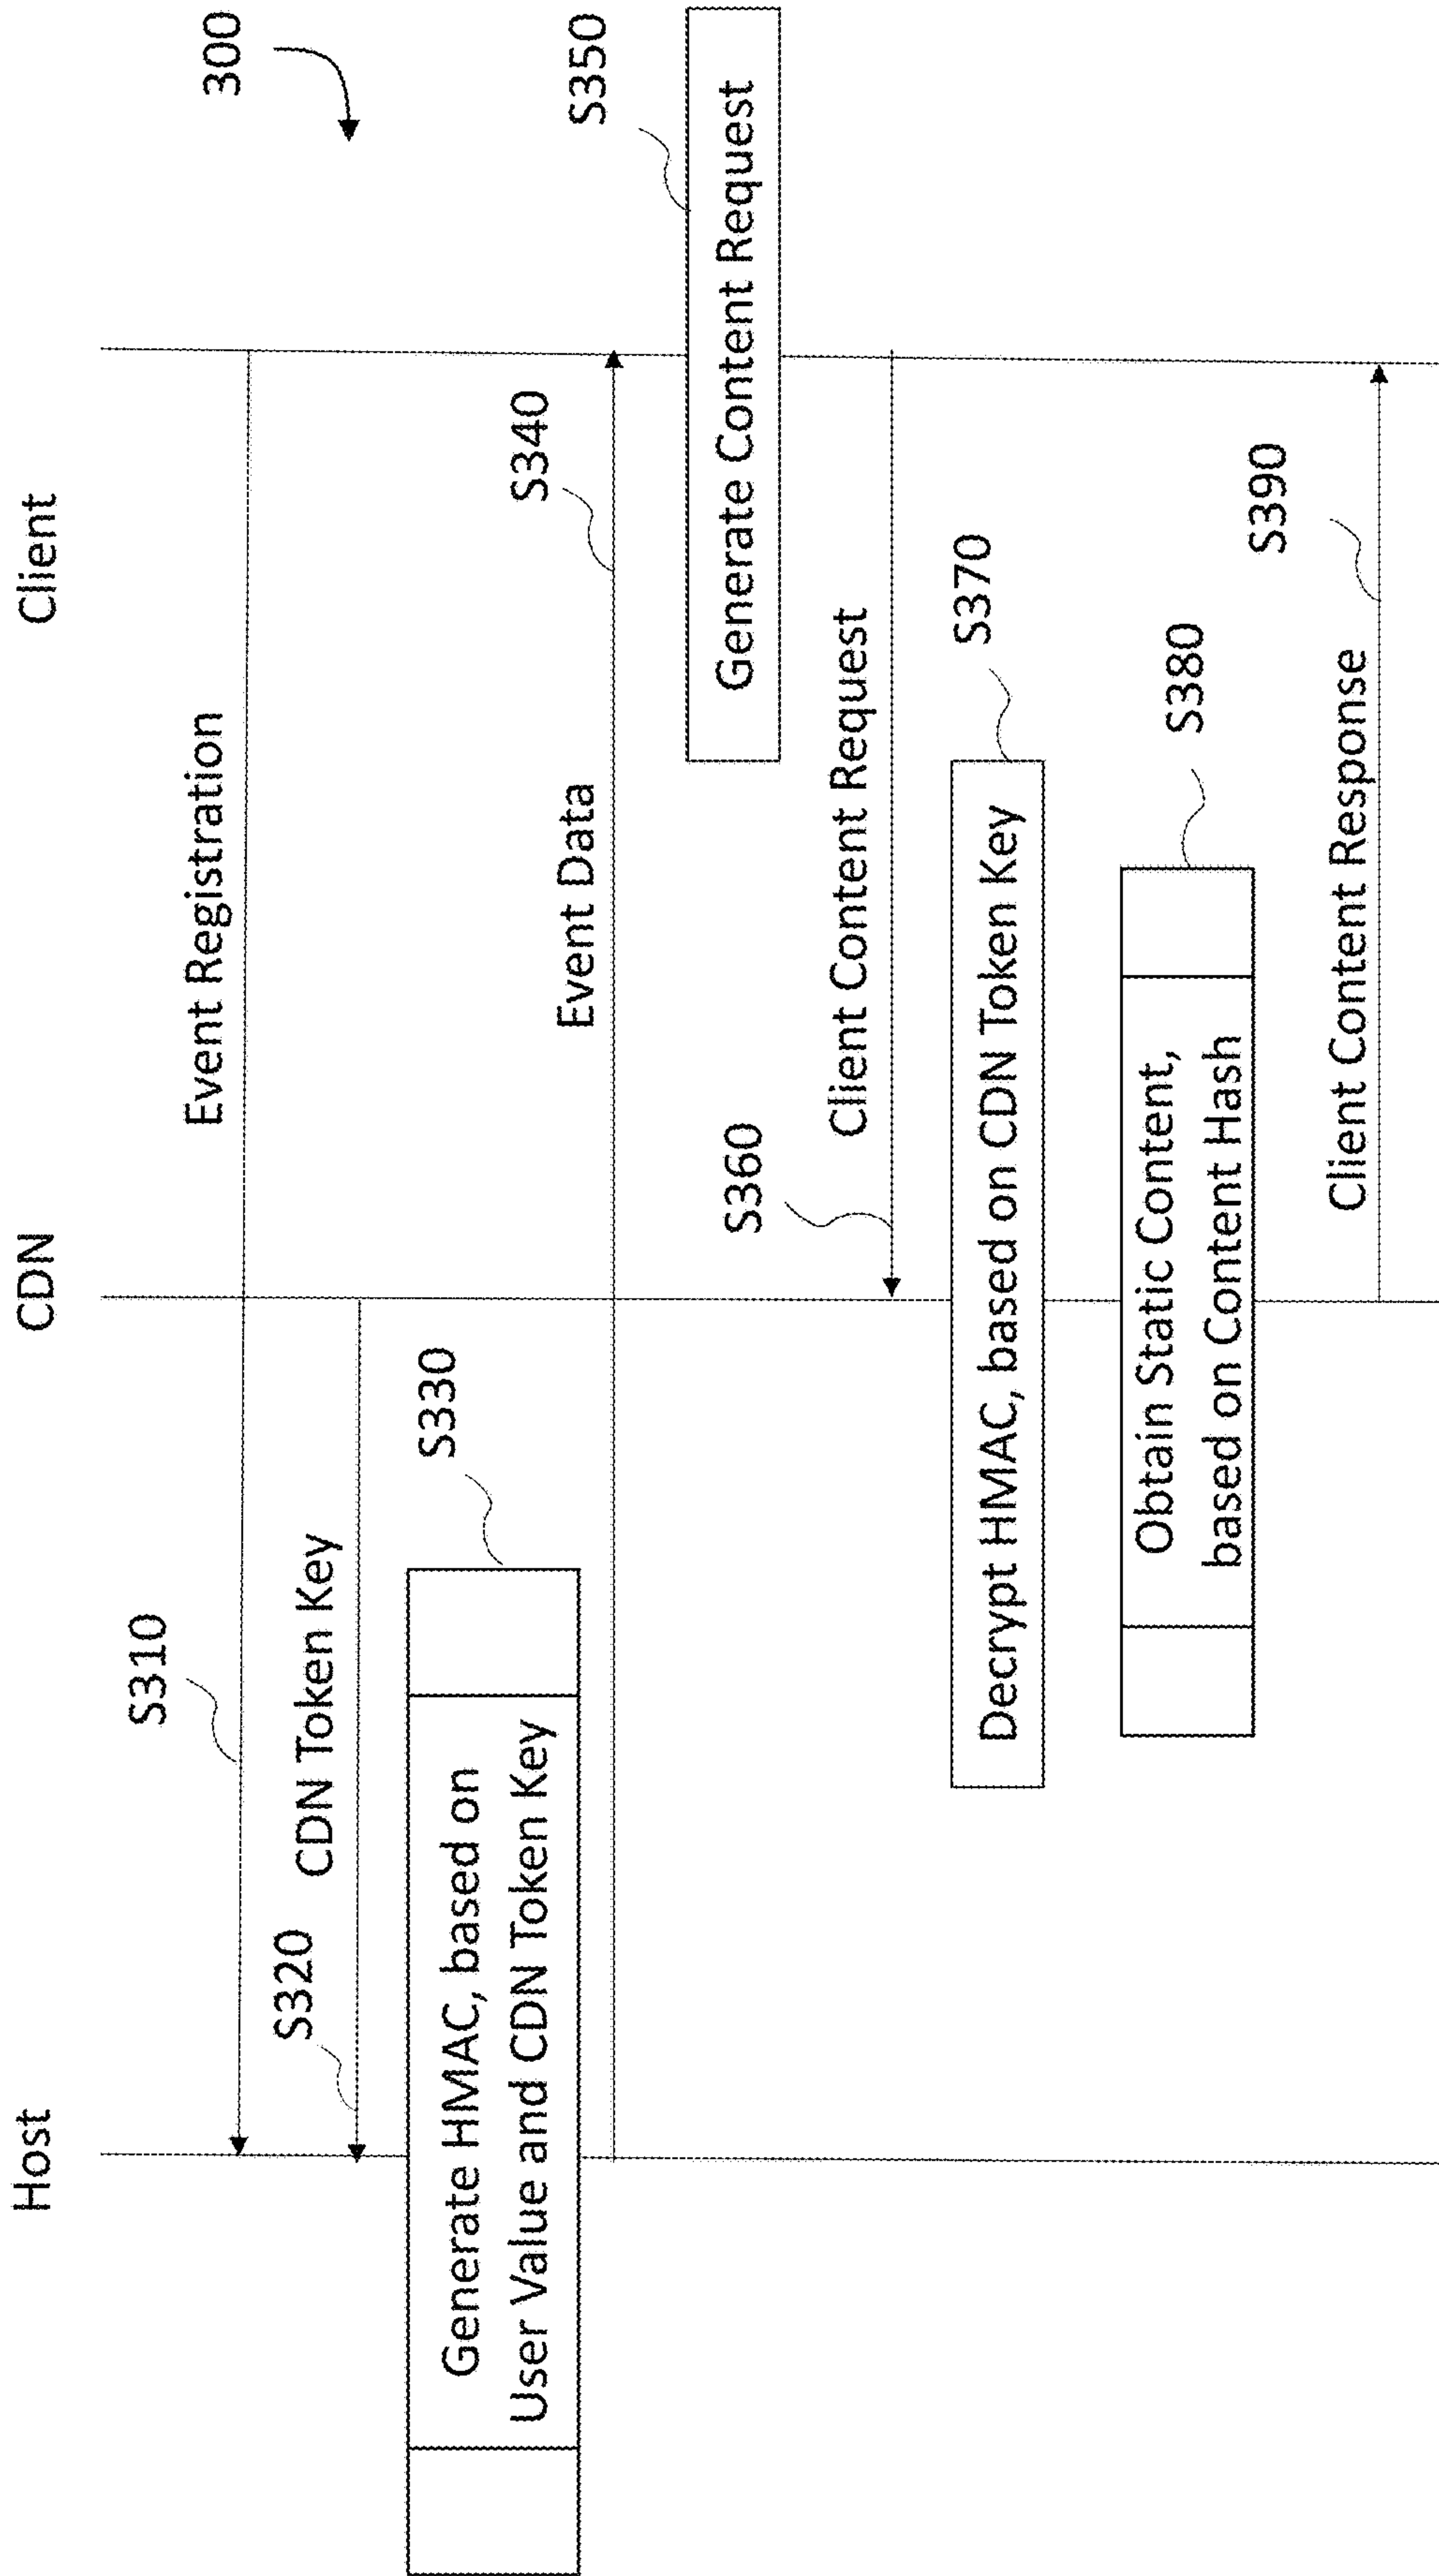 300
Host
CDN
Client
S310
Event Registration
S320
CDN Token Key
S330
Generate HMAC, based on
User Value and CDN Token Key
S340
Event Data
S350
Generate Content Request
S360
Client Content Request
S370
Decrypt HMAC, based on CDN Token Key
S380
Obtain Static Content,
based on Content Hash
S390
Client Content Response